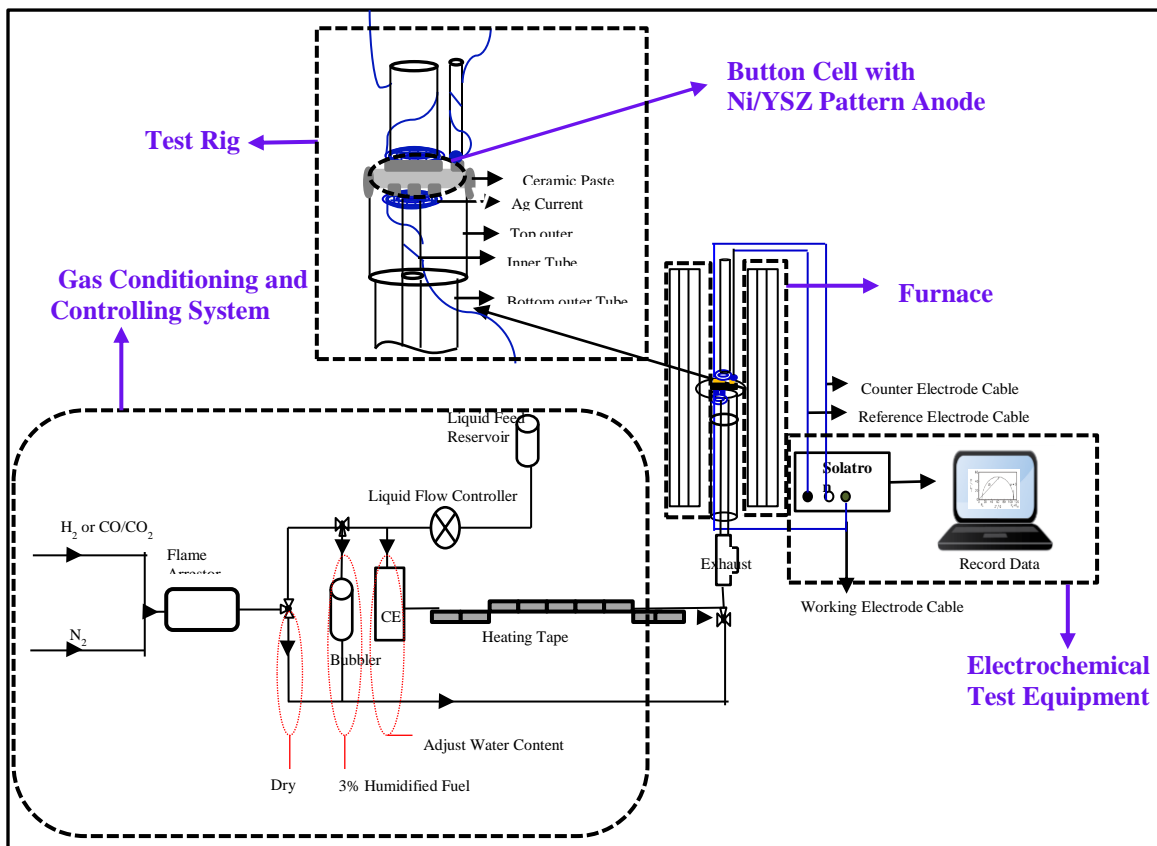 Button Cell with
Ni/YSZ Pattern Anode
Test Rig
Ceramic Paste
Ag Current
Top outer
Inner Tube
Bottom outer Tube
Gas Conditioning and
Controlling System
Furnace
Counter Electrode Cable
Reference Electrode Cable
Liquid Feed
Reservoir
Solatron
Liquid Flow Controller
H2 or CO/CO2
Flame
Arrestor
Exhaust
Record Data
CE
Working Electrode Cable
Heating Tape
N2
Bubbler
Electrochemical
Test Equipment
Adjust Water Content
Dry
3% Humidified Fuel